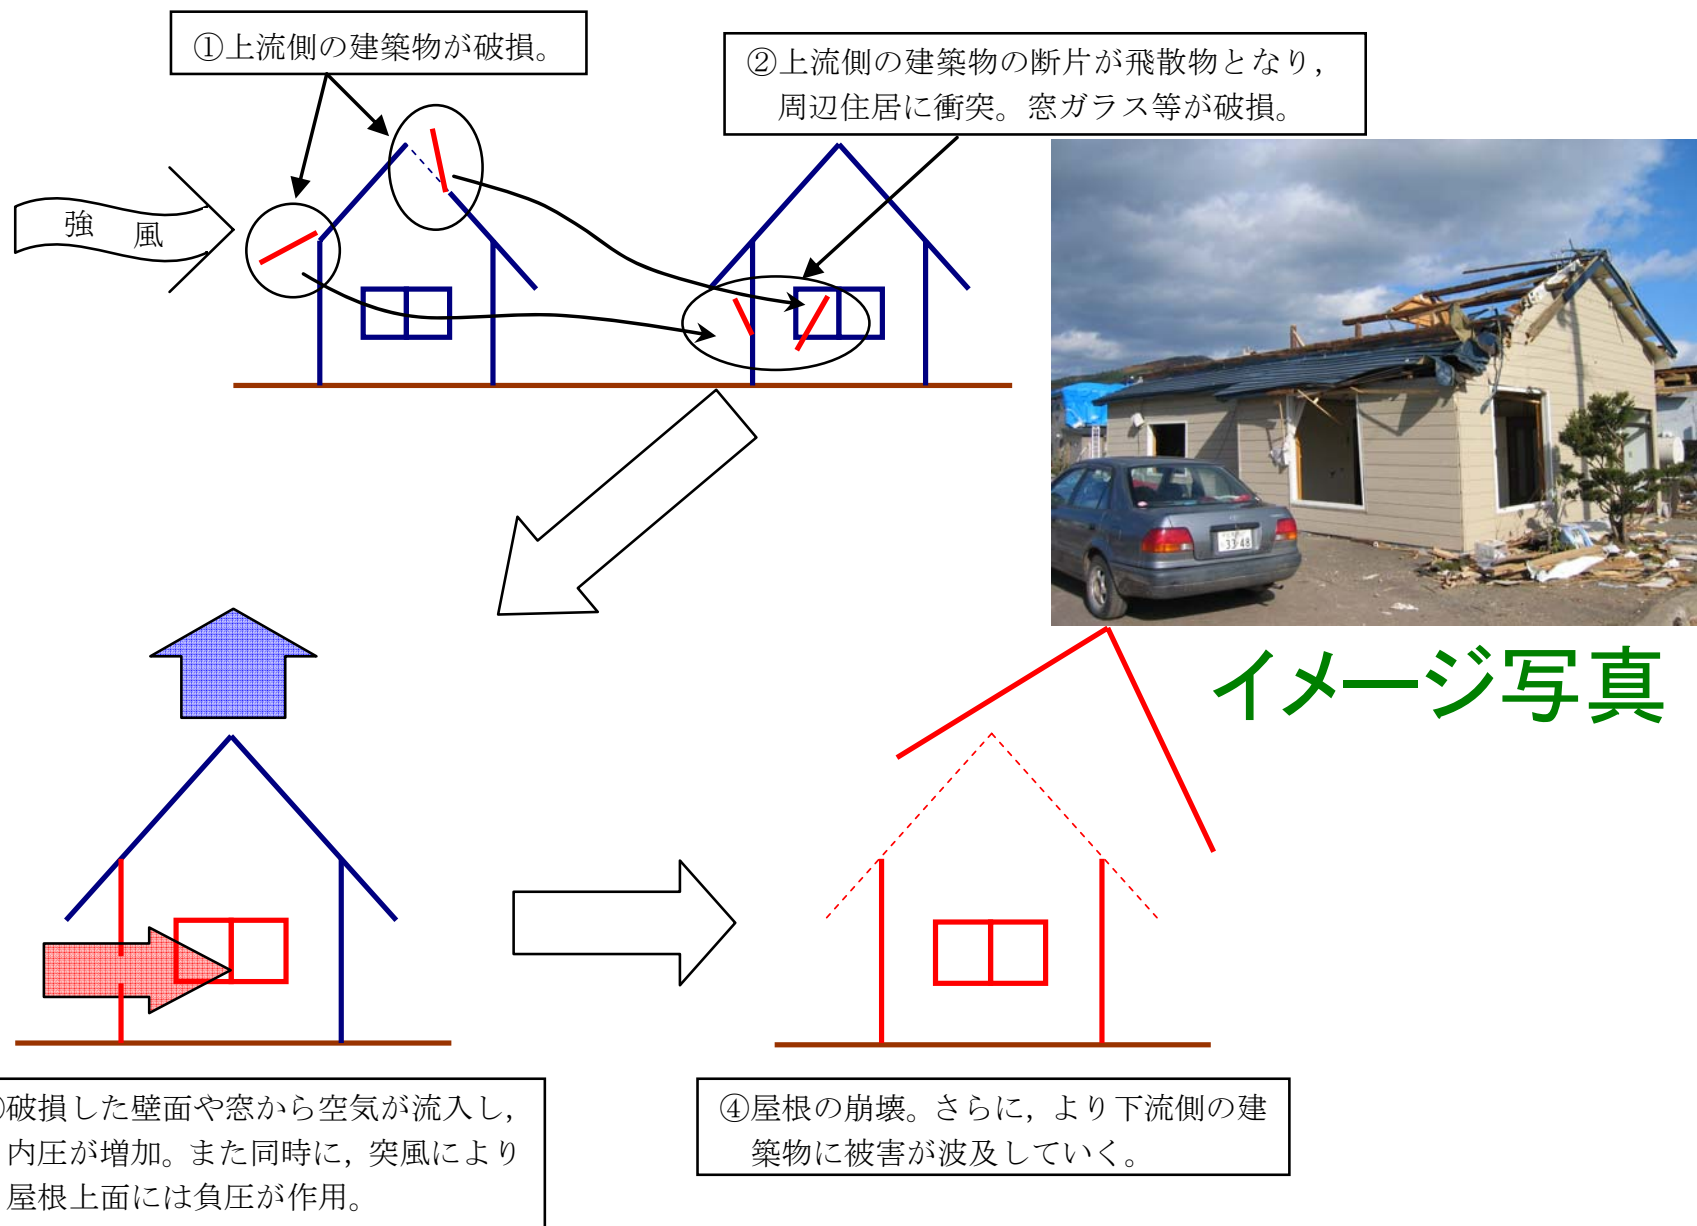 ①上流側の建築物が破損。
②上流側の建築物の断片が飛散物となり，
周辺住居に衝突。窓ガラス等が破損。
強　風
33-48
イメージ写真
破損した壁面や窓から空気が流入し，
内圧が増加。また同時に，突風により
屋根上面には負圧が作用。
④屋根の崩壊。さらに，より下流側の建
築物に被害が波及していく。